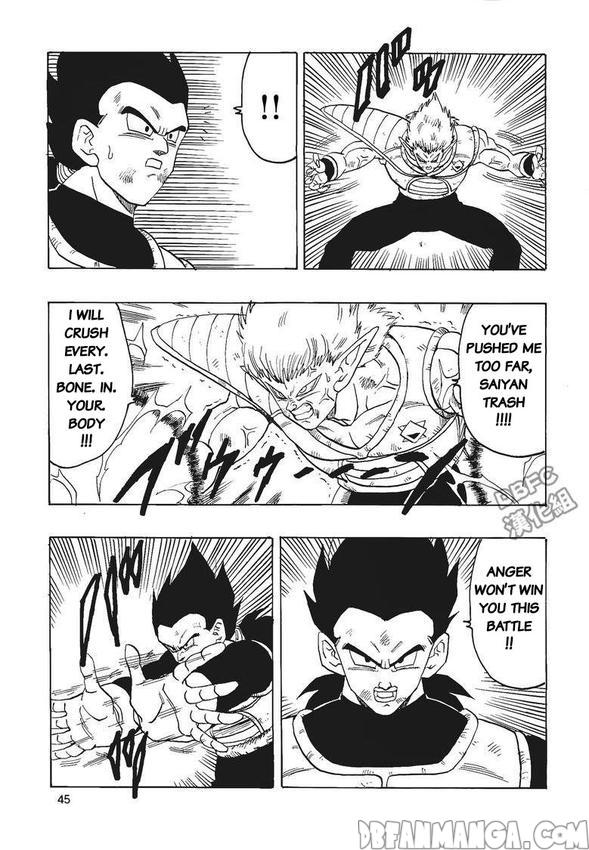 !!
YOU'VE
PUSHED ME
TOO FAR,
SAIYAN
TRASH
!!!!
I WILL
CRUSH
EVERY.
LAST.
BONE. IN.
YOUR.
BODY
!!!
DBFC
漢化組
ANGER
WON'T WIN
YOU THIS
BATTLE
!!
45
DBFANMANGA.COM